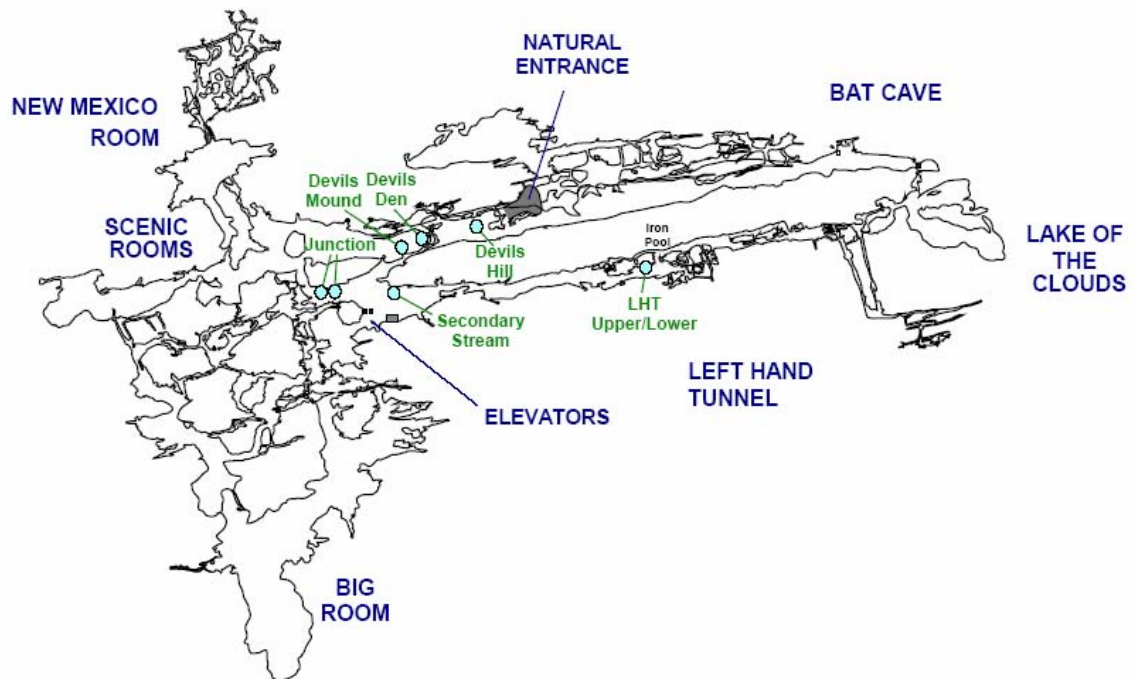 NATURAL
ENTRANCE
BAT CAVE
NEW MEXICO
ROOM
Devils
Mound
Devils
Den
SCENIC
ROOMS
Junction
Devils
Hill
Iron
Pool
LAKE OF
THE
CLOUDS
LHT
Upper/Lower
Secondary
Stream
LEFT HAND
TUNNEL
ELEVATORS
BIG
ROOM